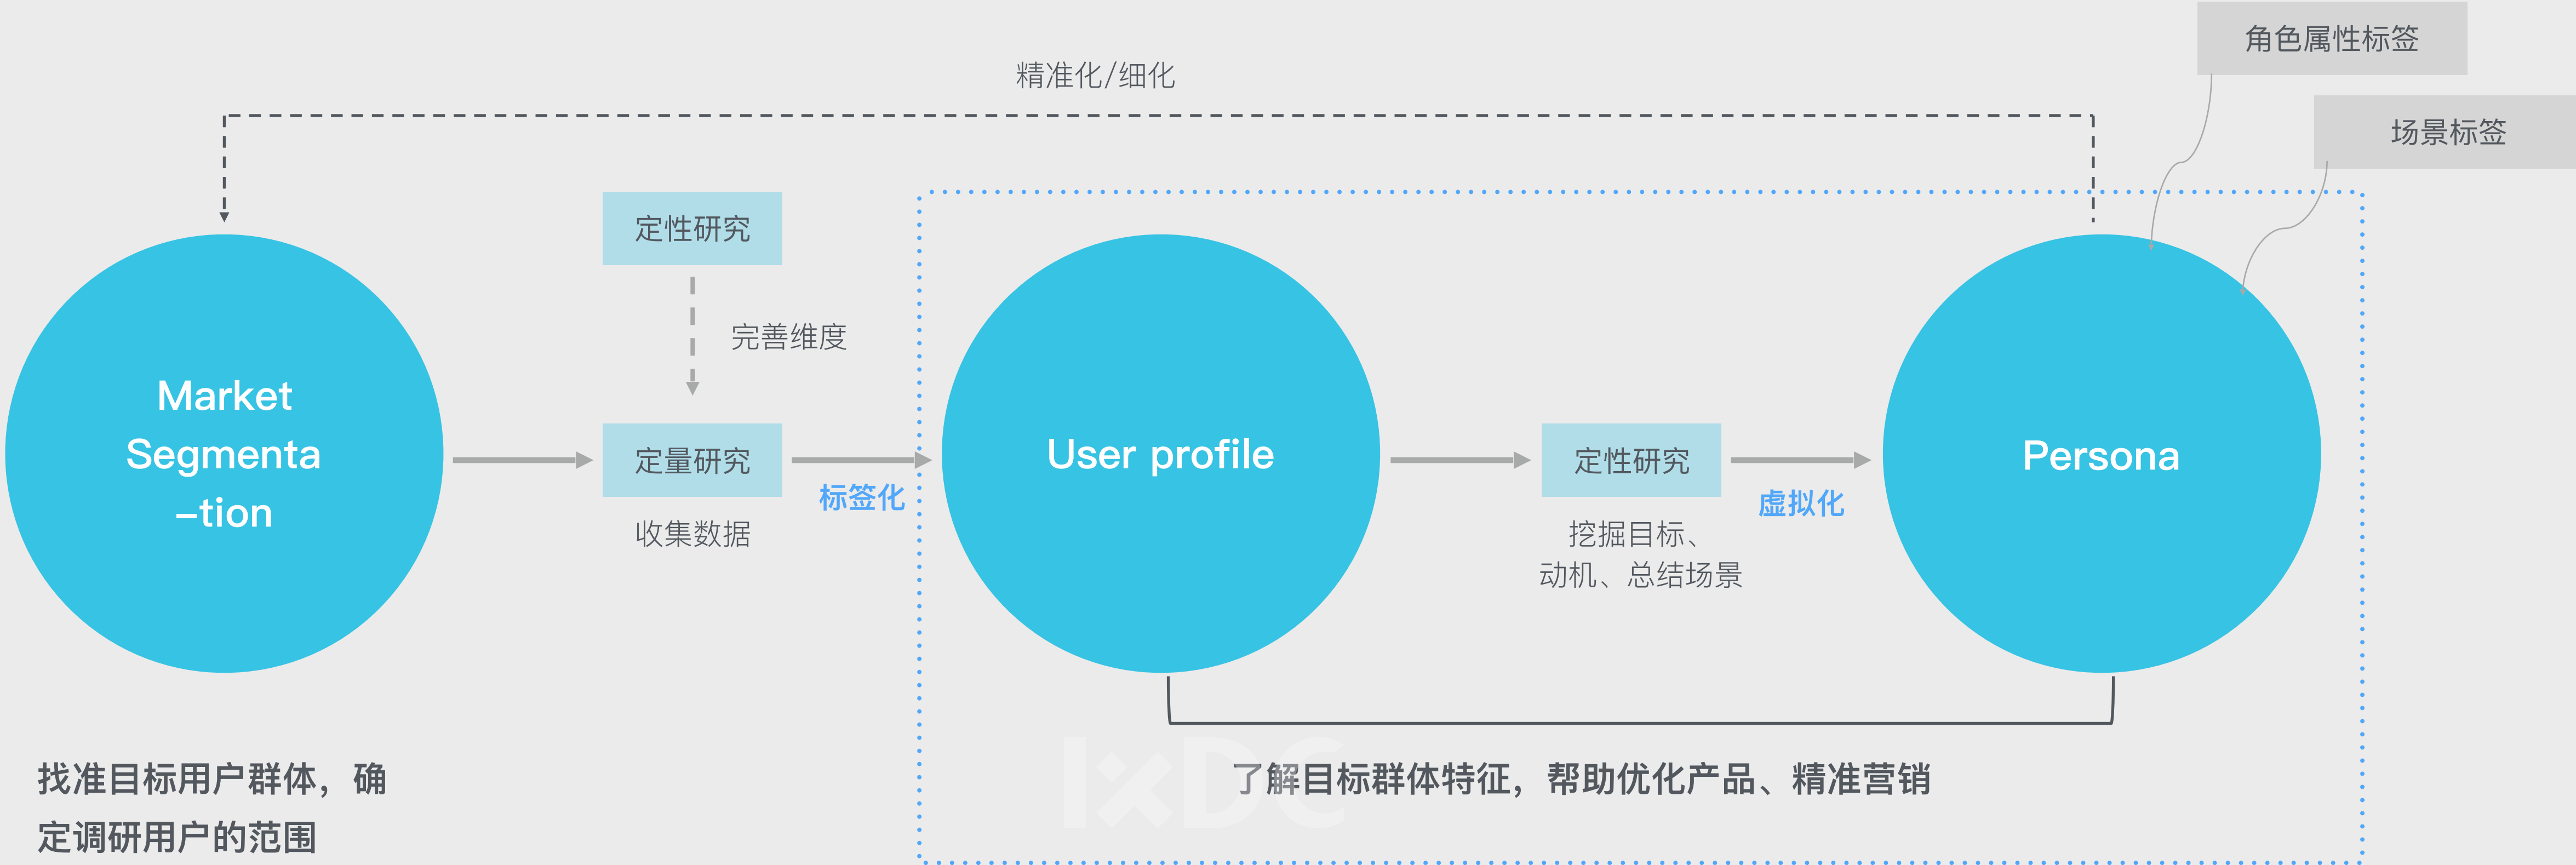 角色属性标签
精准化/细化
场景标签
定性研究
完善维度
Market
Segmenta
-tion
定量研究
标签化
收集数据
User profile
定性研究
虚拟化
挖掘目标、
动机、总结场景
Persona
找准目标用户群体，确
定调研用户的范围
了解目标群体特征，帮助优化产品、精准营销
IXDC